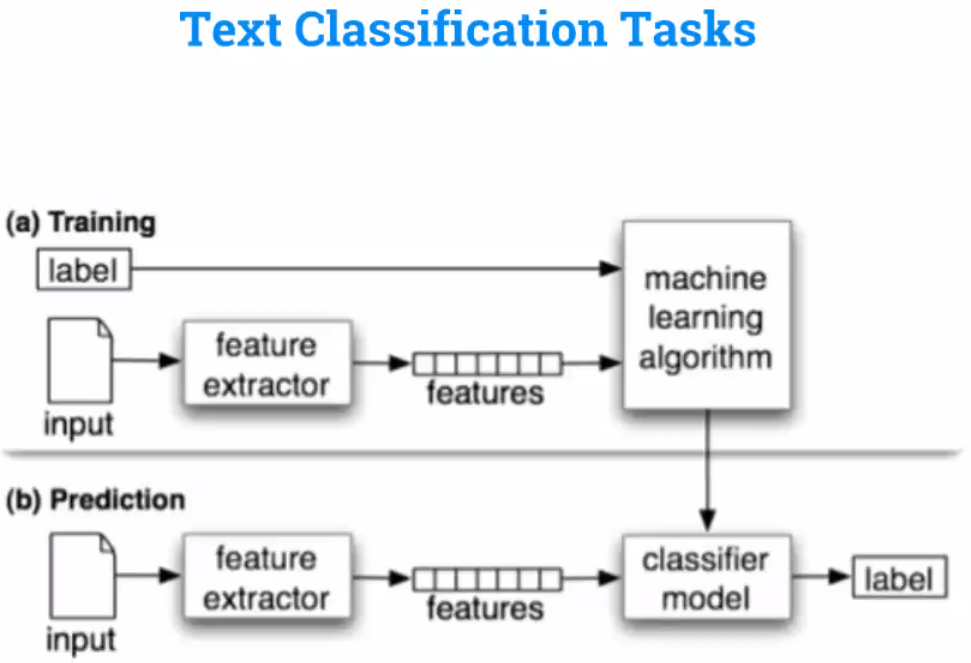 Text Classification Tasks
(a) Training
label
machine
learning
algorithm
feature
extractor
features
input
(b) Prediction
feature
extractor
features
classifier
model
label
input